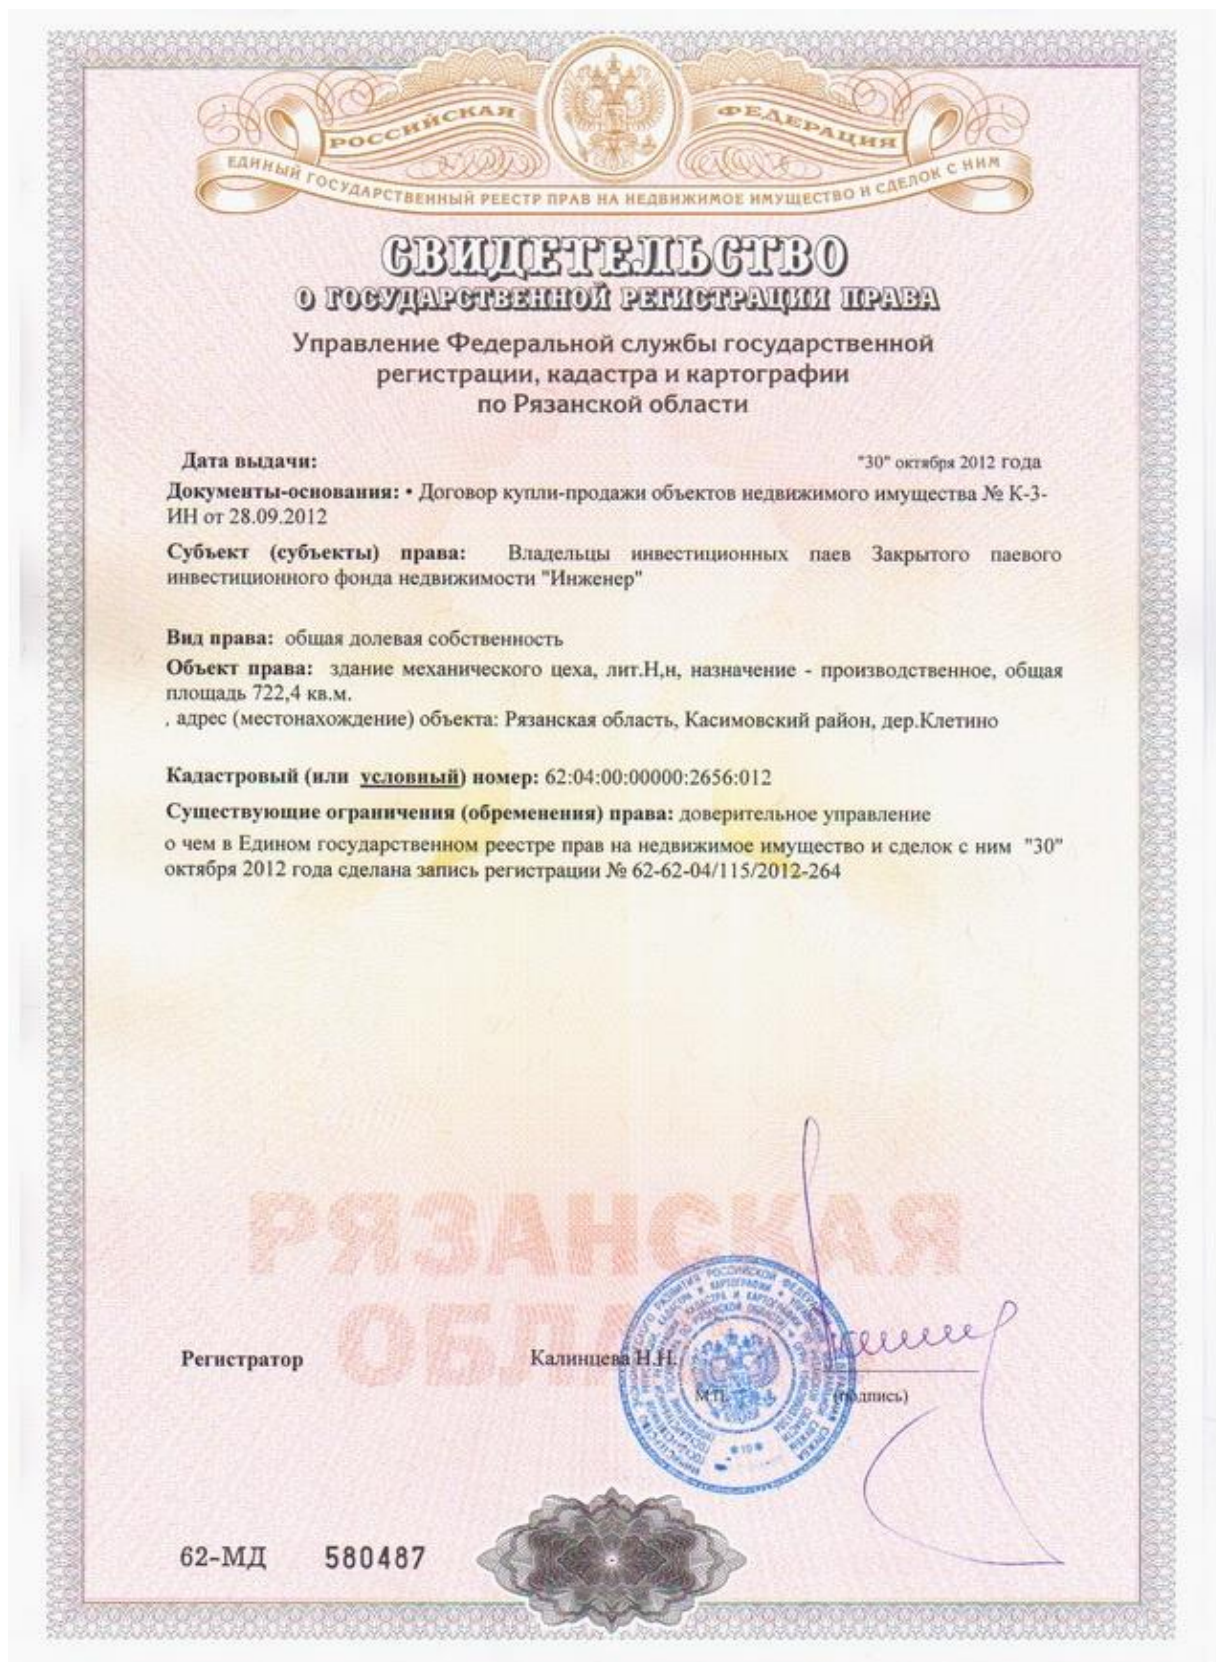 РОССИЙСКАЯ ФЕДЕРАЦИЯ
ЕДИНЫЙ ГОСУДАРСТВЕННЫЙ РЕЕСТР ПРАВ НА НЕДВИЖИМОЕ ИМУЩЕСТВО И СДЕЛОК С НИМ
СВИДЕТЕЛЬСТВО
О ГОСУДАРСТВЕННОЙ РЕГИСТРАЦИИ ПРАВА
Управление Федеральной службы государственной
регистрации, кадастра и картографии
по Рязанской области
Дата выдачи: "30" октября 2012 года
Документы-основания: • Договор купли-продажи объектов недвижимого имущества № К-3-
ИН от 28.09.2012
Субъект (субъекты) права: Владельцы инвестиционных паев Закрытого паевого
инвестиционного фонда недвижимости "Инженер"
Вид права: общая долевая собственность
Объект права: здание механического цеха, лит.Н,н, назначение - производственное, общая
площадь 722,4 кв.м.
, адрес (местонахождение) объекта: Рязанская область, Касимовский район, дер.Клетино
Кадастровый (или условный) номер: 62:04:00:00000:2656:012
Существующие ограничения (обременения) права: доверительное управление
о чем в Едином государственном реестре прав на недвижимое имущество и сделок с ним "30"
октября 2012 года сделана запись регистрации № 62-62-04/115/2012-264
РЯЗАНСКАЯ
Регистратор Калинцева Н.Н.
М.П. (подпись)
62-МД 580487